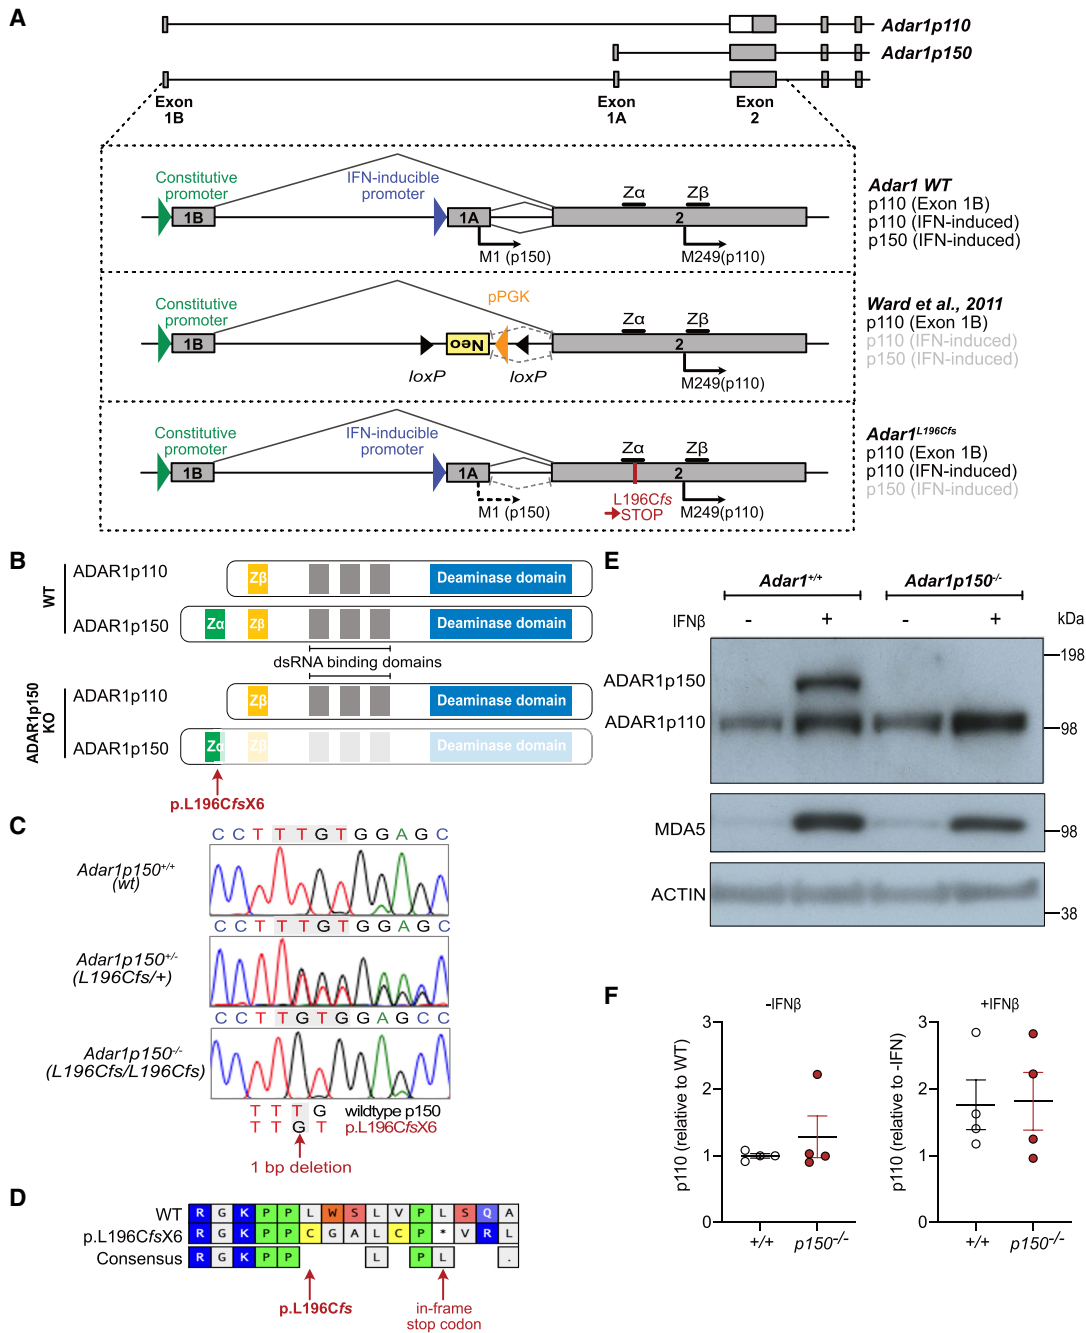 A
Adar1p110
Adar1p150
Exon 1B
Exon 1A
Exon 2
Constitutive promoter
IFN-inducible promoter
Zα
Zβ
1B
1A
2
M1 (p150)
M249(p110)
Adar1 WT
p110 (Exon 1B)
p110 (IFN-induced)
p150 (IFN-induced)
Constitutive promoter
pPGK
Zα
Zβ
1B
Neo
2
loxP
loxP
M249(p110)
Ward et al., 2011
p110 (Exon 1B)
p110 (IFN-induced)
p150 (IFN-induced)
Constitutive promoter
IFN-inducible promoter
Zα
Zβ
1B
1A
2
M1 (p150)
L196Cfs
STOP
M249(p110)
Adar1L196Cfs
p110 (Exon 1B)
p110 (IFN-induced)
p150 (IFN-induced)
B
WT
ADAR1p110
Zβ
Deaminase domain
ADAR1p150
Zα
Zβ
Deaminase domain
dsRNA binding domains
ADAR1p150 KO
ADAR1p110
Zβ
Deaminase domain
ADAR1p150
Zα
Zβ
Deaminase domain
p.L196CfsX6
C
C C T T T G T G G A G C
Adar1p150+/+
(wt)
C C T T T G T G G A G C
Adar1p150+/-
(L196Cfs/+)
C C T T G T G G A G C C
Adar1p150-/-
(L196Cfs/L196Cfs)
T T T G wildtype p150
T T G T p.L196CfsX6
1 bp deletion
D
WT R G K P P L W S L V P L S Q A
p.L196CfsX6 R G K P P C G A L C P * V R L
Consensus R G K P P L P L .
p.L196Cfs
in-frame stop codon
E
Adar1+/+
Adar1p150-/-
IFNβ - + - + kDa
198
ADAR1p150
ADAR1p110
98
MDA5
98
ACTIN
38
F
-IFNβ
p110 (relative to WT)
3
2
1
0
+/+
p150-/-
+IFNβ
p110 (relative to -IFN)
3
2
1
0
+/+
p150-/-